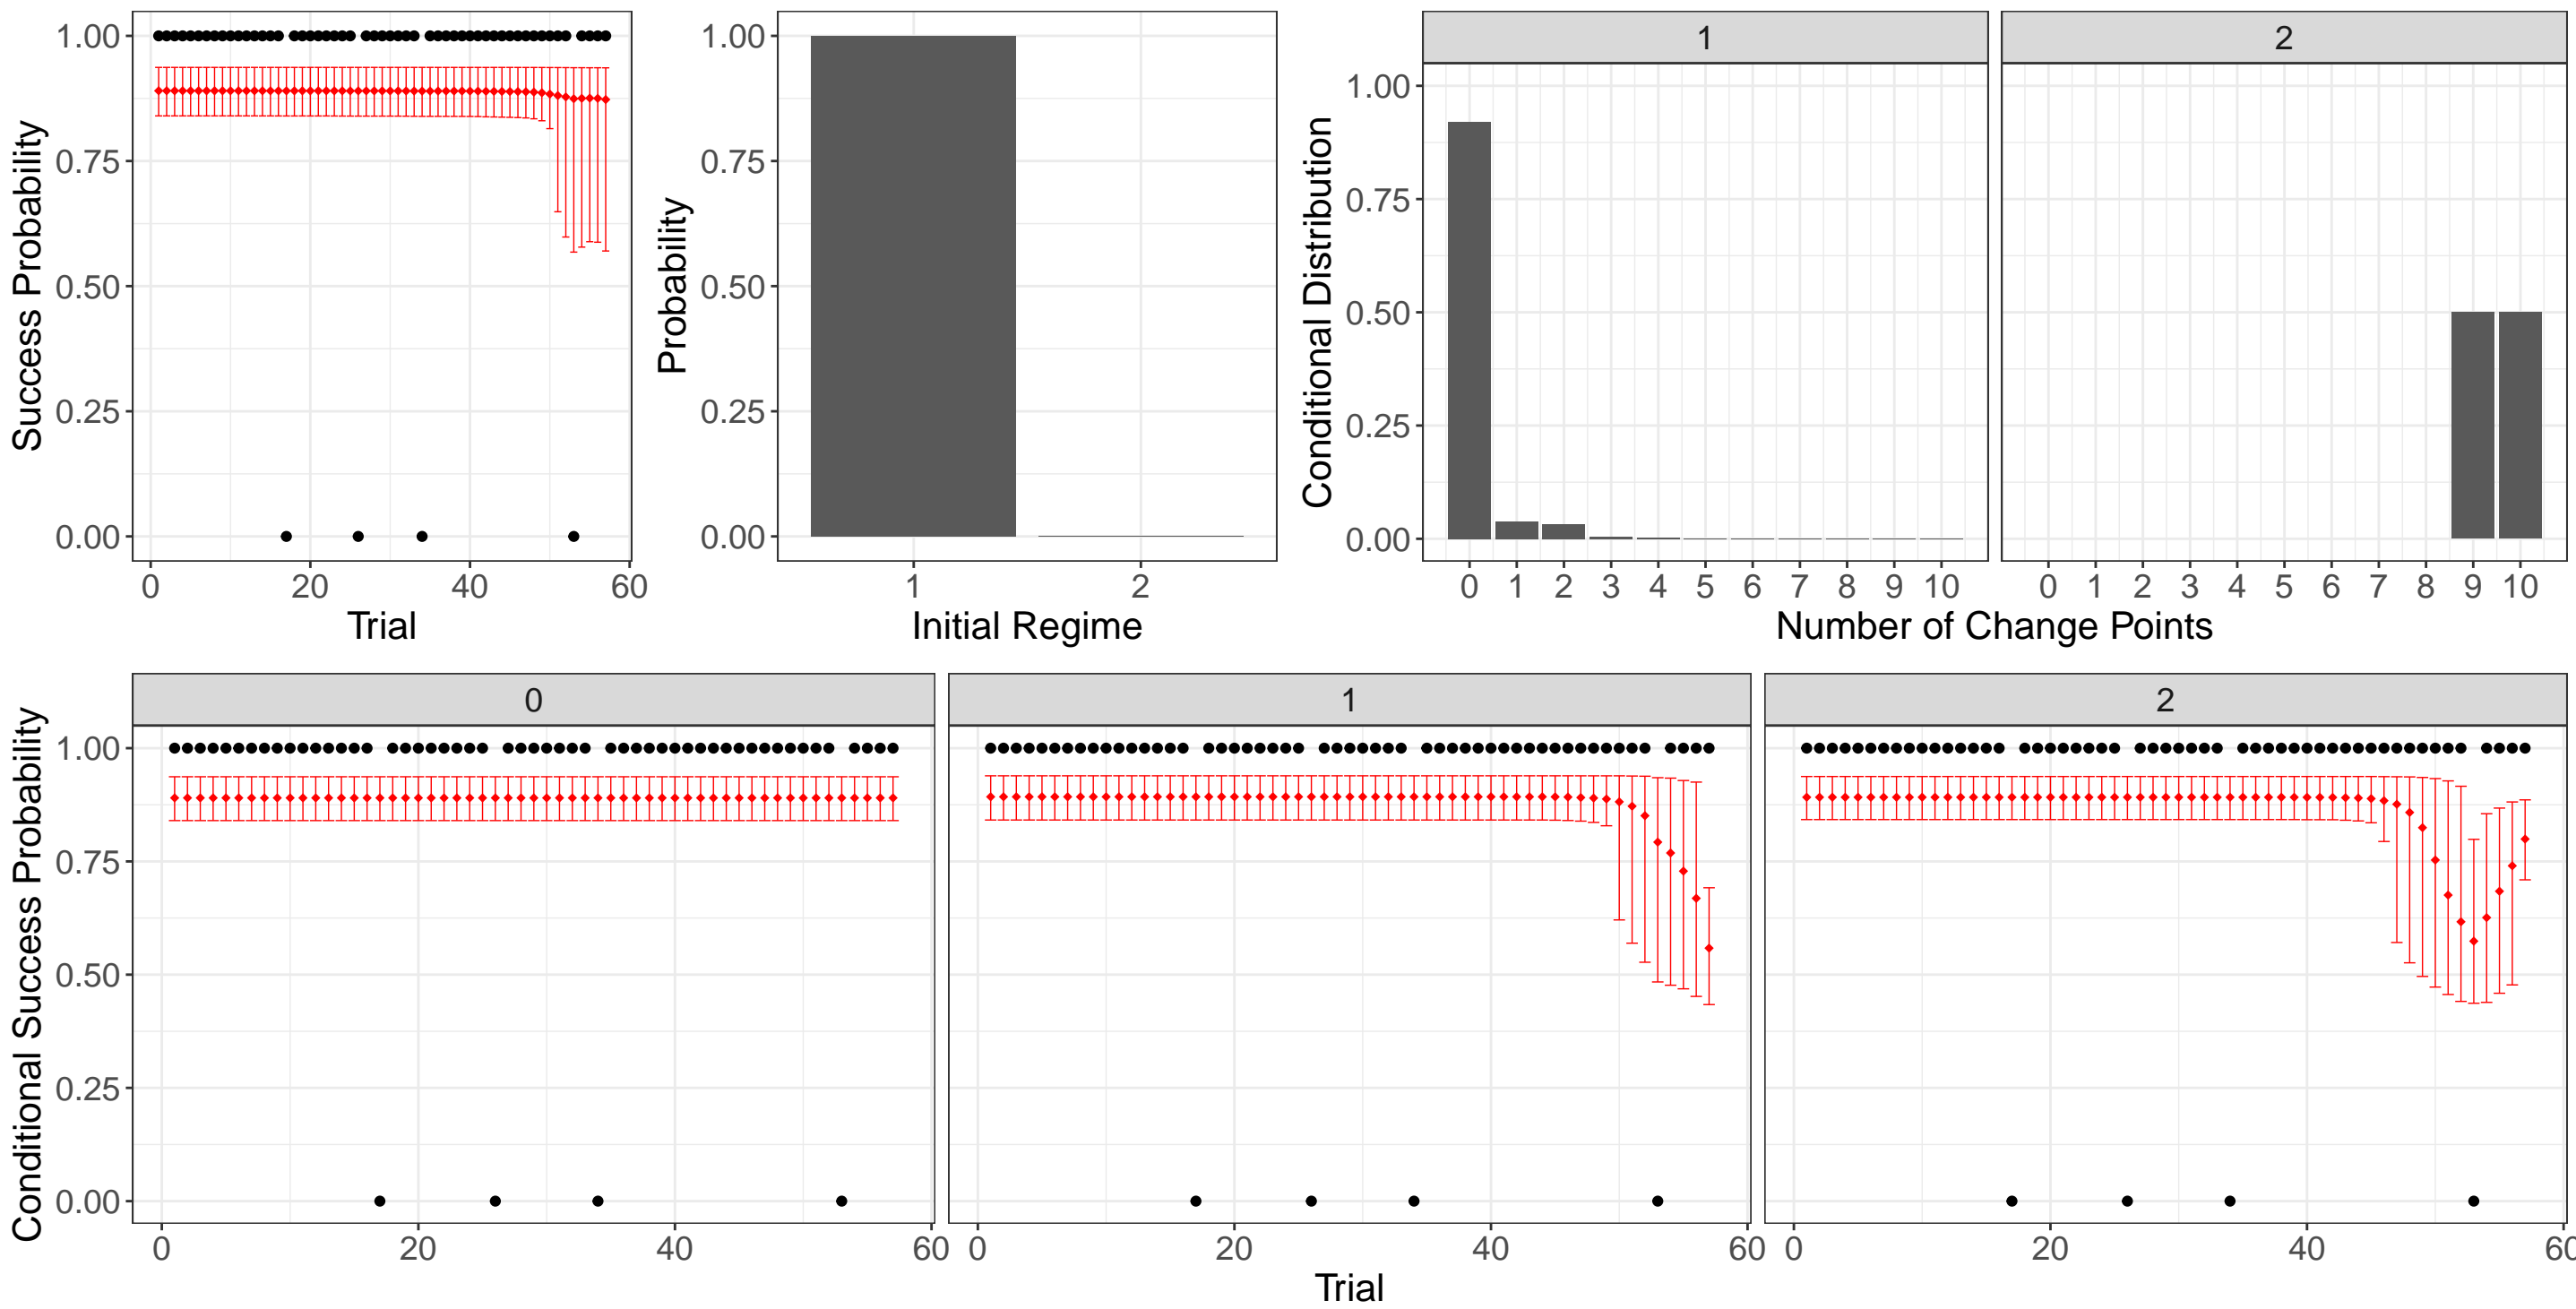 Success Probability
1.00
0.75
0.50
0.25
0.00
0 20 40 60
Trial
Probability
1.00
0.75
0.50
0.25
0.00
1 2
Initial Regime
Conditional Distribution
1 2
1.00
0.75
0.50
0.25
0.00
0 1 2 3 4 5 6 7 8 9 10 0 1 2 3 4 5 6 7 8 9 10
Number of Change Points
Conditional Success Probability
0 1 2
1.00
0.75
0.50
0.25
0.00
0 20 40 60 0 20 40 60 0 20 40 60
Trial